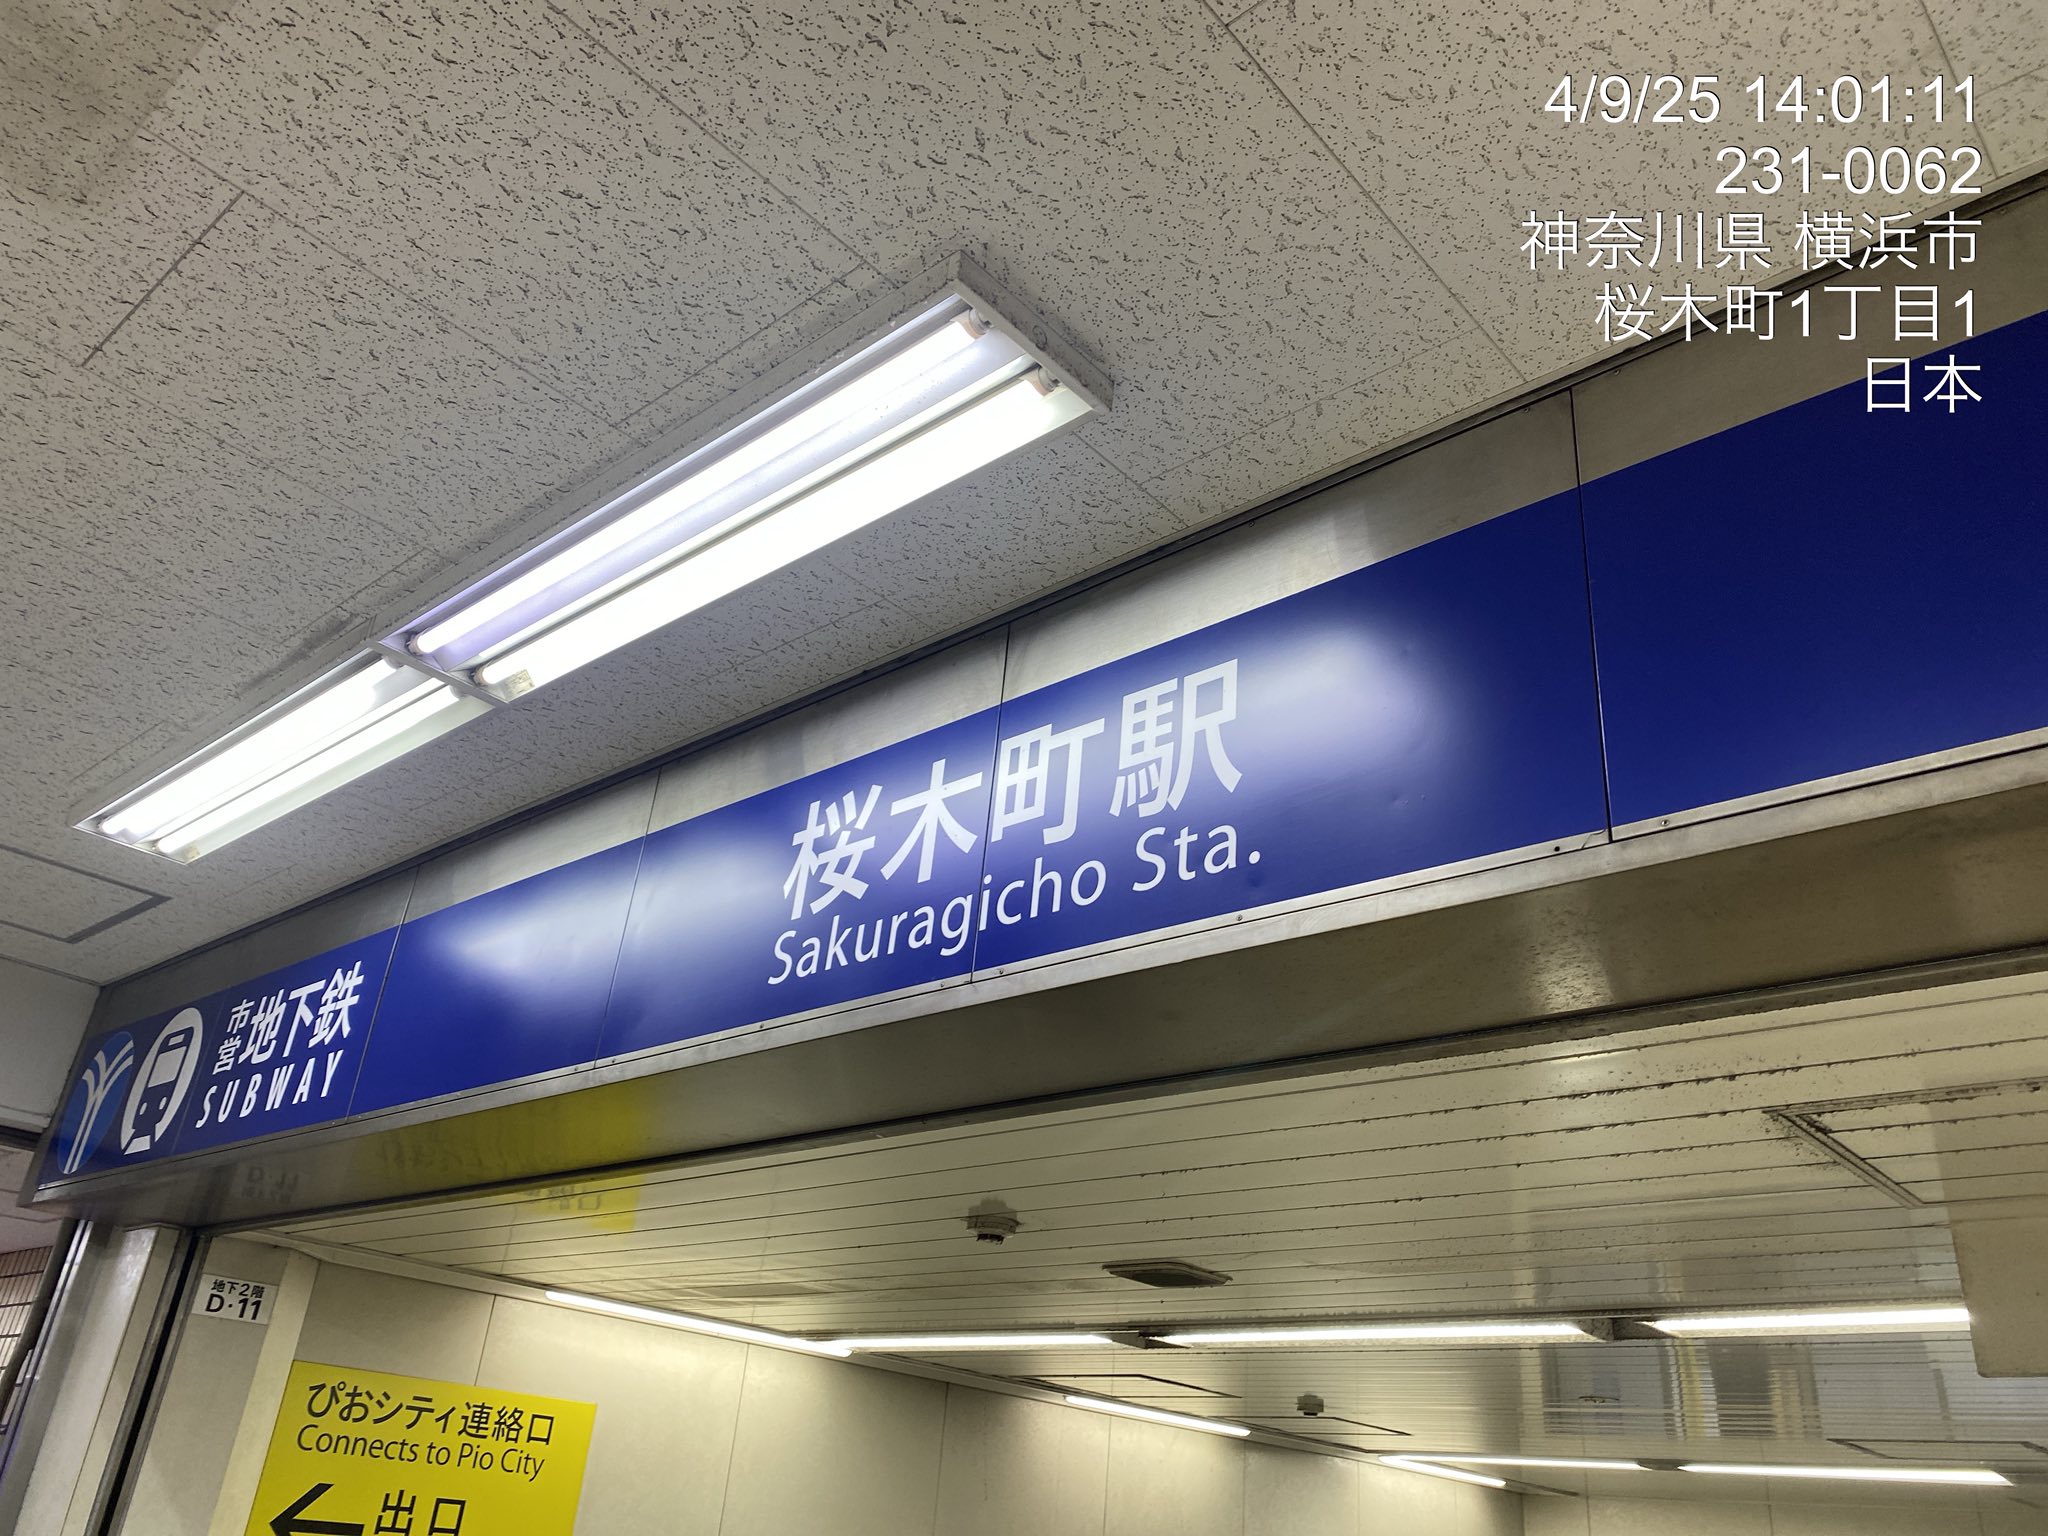 4/9/25 14:01:11
231-0062
神奈川県 横浜市
桜木町1丁目1
日本
桜木町駅
Sakuragicho Sta.
市営地下鉄
SUBWAY
地下2階
D・11
ぴおシティ連絡口
Connects to Pio City
←出口